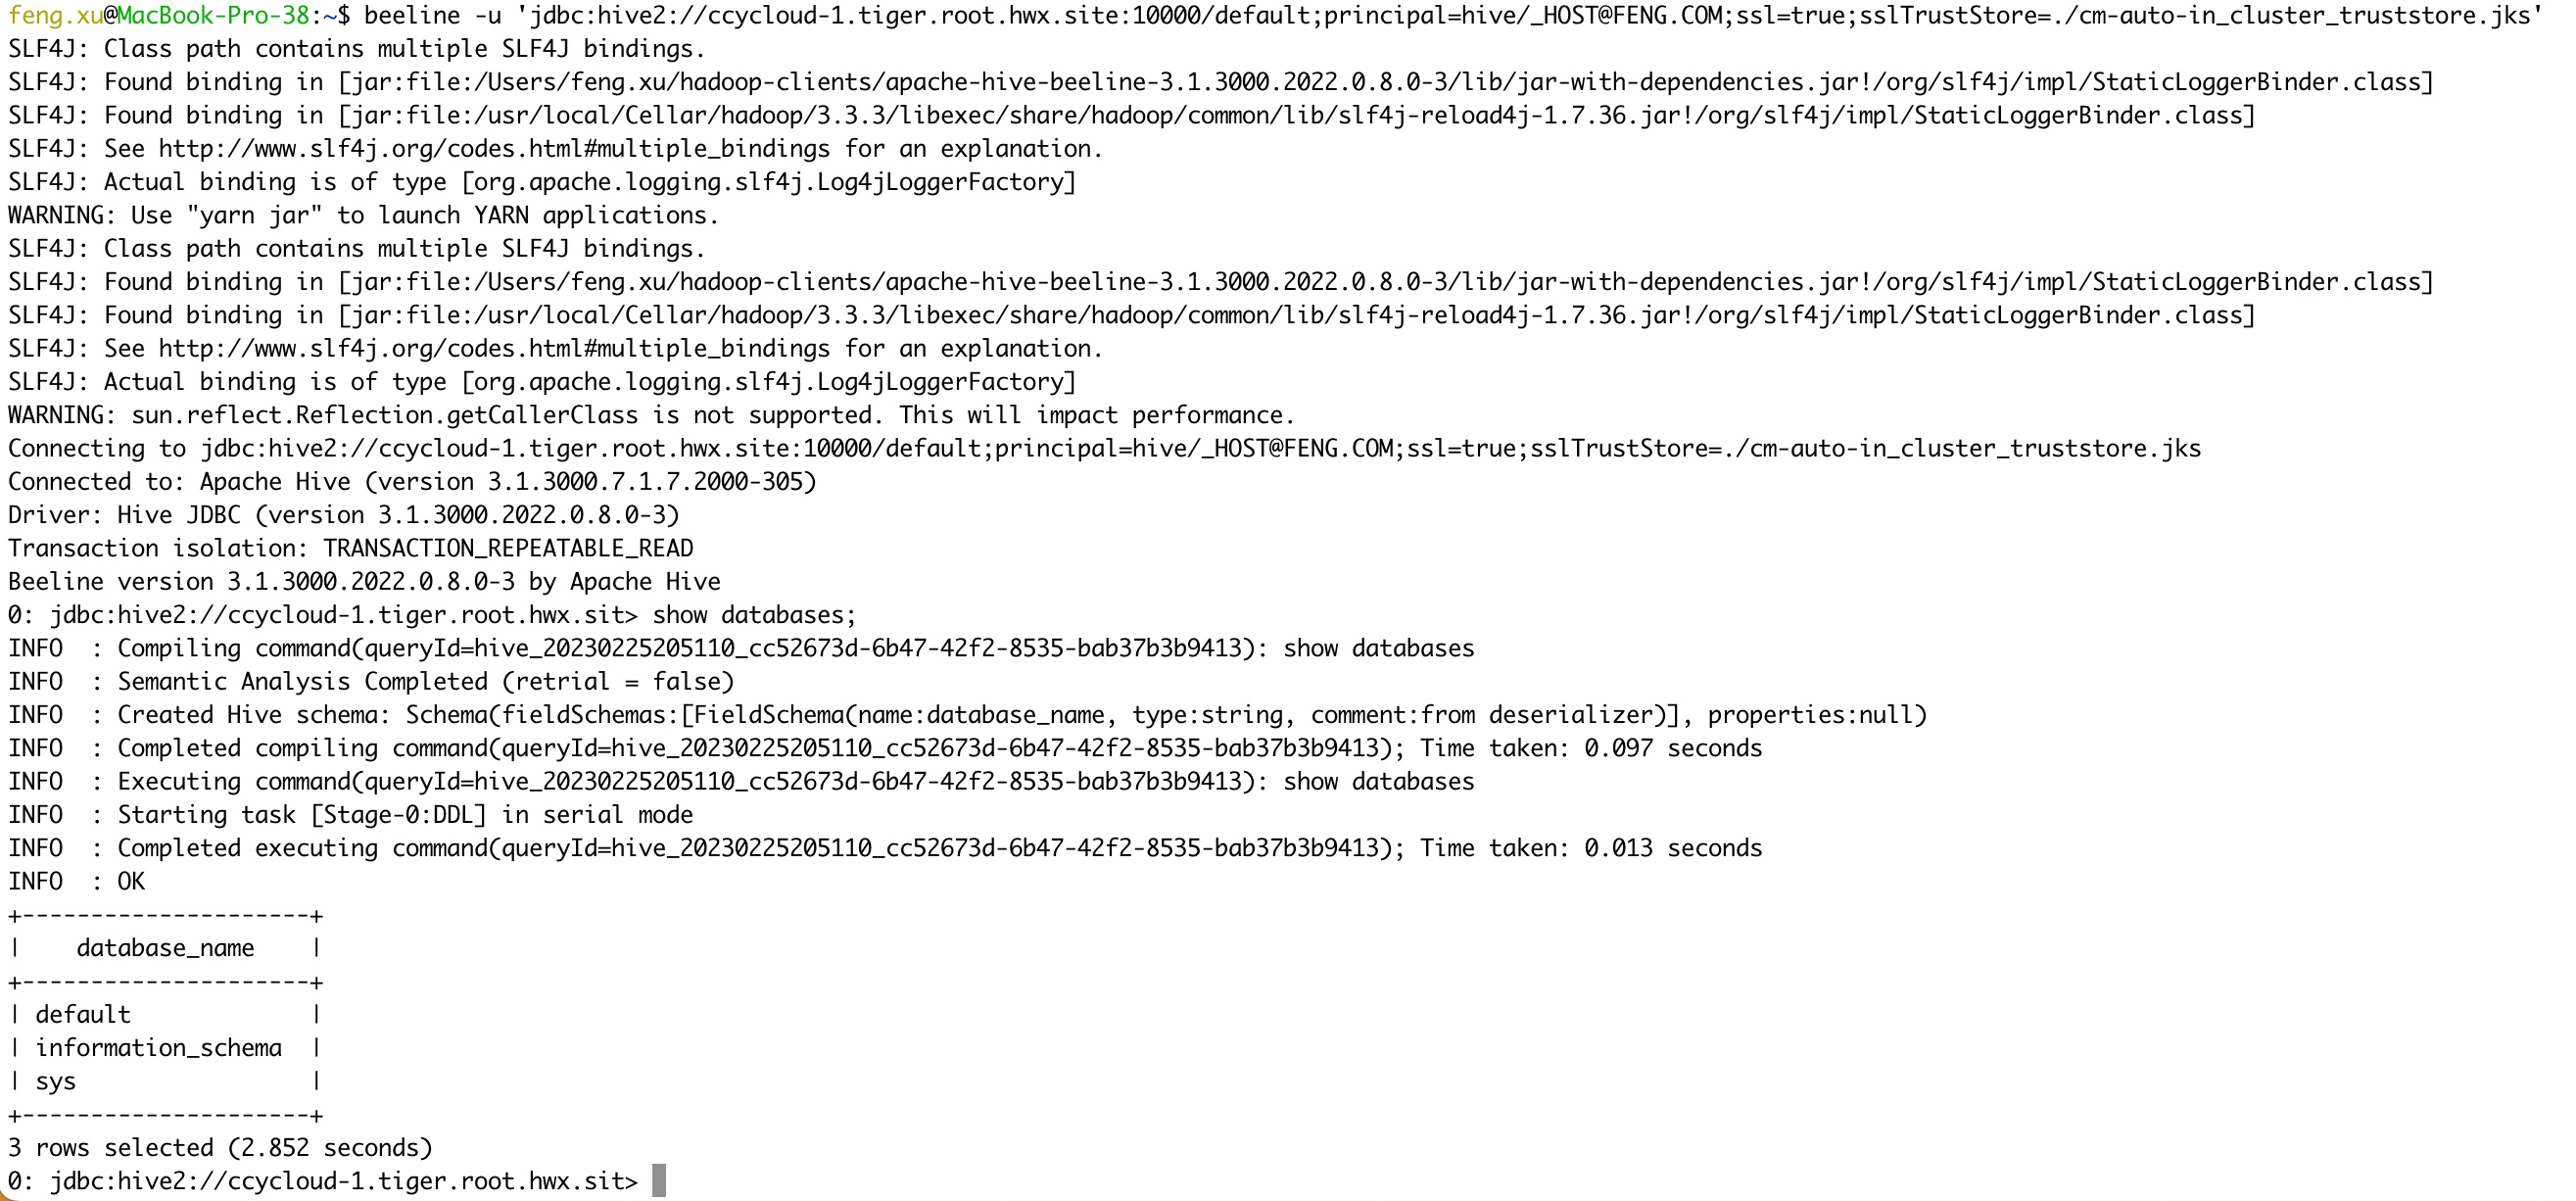 feng.xu@MacBook-Pro-38:~$ beeline -u 'jdbc:hive2://ccycloud-1.tiger.root.hwx.site:10000/default;principal=hive/_HOST@FENG.COM;ssl=true;sslTrustStore=./cm-auto-in_cluster_truststore.jks'
SLF4J: Class path contains multiple SLF4J bindings.
SLF4J: Found binding in [jar:file:/Users/feng.xu/hadoop-clients/apache-hive-beeline-3.1.3000.2022.0.8.0-3/lib/jar-with-dependencies.jar!/org/slf4j/impl/StaticLoggerBinder.class]
SLF4J: Found binding in [jar:file:/usr/local/Cellar/hadoop/3.3.3/libexec/share/hadoop/common/lib/slf4j-reload4j-1.7.36.jar!/org/slf4j/impl/StaticLoggerBinder.class]
SLF4J: See http://www.slf4j.org/codes.html#multiple_bindings for an explanation.
SLF4J: Actual binding is of type [org.apache.logging.slf4j.Log4jLoggerFactory]
WARNING: Use "yarn jar" to launch YARN applications.
SLF4J: Class path contains multiple SLF4J bindings.
SLF4J: Found binding in [jar:file:/Users/feng.xu/hadoop-clients/apache-hive-beeline-3.1.3000.2022.0.8.0-3/lib/jar-with-dependencies.jar!/org/slf4j/impl/StaticLoggerBinder.class]
SLF4J: Found binding in [jar:file:/usr/local/Cellar/hadoop/3.3.3/libexec/share/hadoop/common/lib/slf4j-reload4j-1.7.36.jar!/org/slf4j/impl/StaticLoggerBinder.class]
SLF4J: See http://www.slf4j.org/codes.html#multiple_bindings for an explanation.
SLF4J: Actual binding is of type [org.apache.logging.slf4j.Log4jLoggerFactory]
WARNING: sun.reflect.Reflection.getCallerClass is not supported. This will impact performance.
Connecting to jdbc:hive2://ccycloud-1.tiger.root.hwx.site:10000/default;principal=hive/_HOST@FENG.COM;ssl=true;sslTrustStore=./cm-auto-in_cluster_truststore.jks
Connected to: Apache Hive (version 3.1.3000.7.1.7.2000-305)
Driver: Hive JDBC (version 3.1.3000.2022.0.8.0-3)
Transaction isolation: TRANSACTION_REPEATABLE_READ
Beeline version 3.1.3000.2022.0.8.0-3 by Apache Hive
0: jdbc:hive2://ccycloud-1.tiger.root.hwx.sit> show databases;
INFO  : Compiling command(queryId=hive_20230225205110_cc52673d-6b47-42f2-8535-bab37b3b9413): show databases
INFO  : Semantic Analysis Completed (retrial = false)
INFO  : Created Hive schema: Schema(fieldSchemas:[FieldSchema(name:database_name, type:string, comment:from deserializer)], properties:null)
INFO  : Completed compiling command(queryId=hive_20230225205110_cc52673d-6b47-42f2-8535-bab37b3b9413); Time taken: 0.097 seconds
INFO  : Executing command(queryId=hive_20230225205110_cc52673d-6b47-42f2-8535-bab37b3b9413): show databases
INFO  : Starting task [Stage-0:DDL] in serial mode
INFO  : Completed executing command(queryId=hive_20230225205110_cc52673d-6b47-42f2-8535-bab37b3b9413); Time taken: 0.013 seconds
INFO  : OK
+---------------------+
|    database_name    |
+---------------------+
| default             |
| information_schema  |
| sys                 |
+---------------------+
3 rows selected (2.852 seconds)
0: jdbc:hive2://ccycloud-1.tiger.root.hwx.sit>